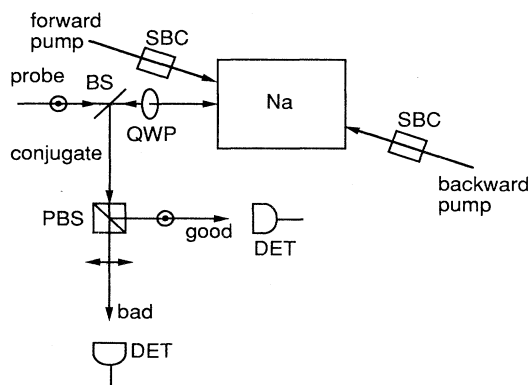 forward
pump
SBC
probe
BS
Na
QWP
SBC
conjugate
backward
pump
PBS
good
DET
bad
DET